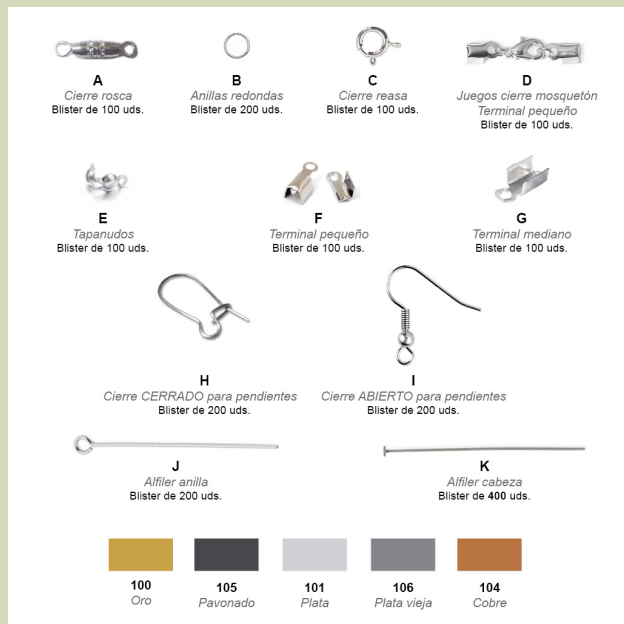 A
Cierre rosca
Blister de 100 uds.
B
Anillas redondas
Blister de 200 uds.
C
Cierre reasa
Blister de 100 uds.
D
Juegos cierre mosquetón
Terminal pequeño
Blister de 100 uds.
E
Tapanudos
Blister de 100 uds.
F
Terminal pequeño
Blister de 100 uds.
G
Terminal mediano
Blister de 100 uds.
H
Cierre CERRADO para pendientes
Blister de 200 uds.
I
Cierre ABIERTO para pendientes
Blister de 200 uds.
J
Alfiler anilla
Blister de 200 uds.
K
Alfiler cabeza
Blister de 400 uds.
100
Oro
105
Pavonado
101
Plata
106
Plata vieja
104
Cobre